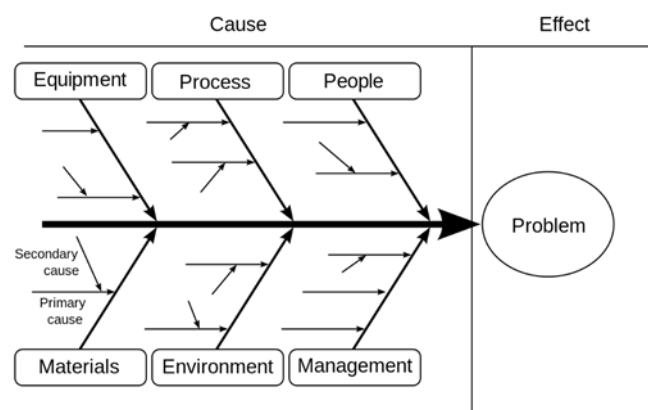 Cause
Effect
Equipment
Process
People
Problem
Secondary
cause
Primary
cause
Materials
Environment
Management